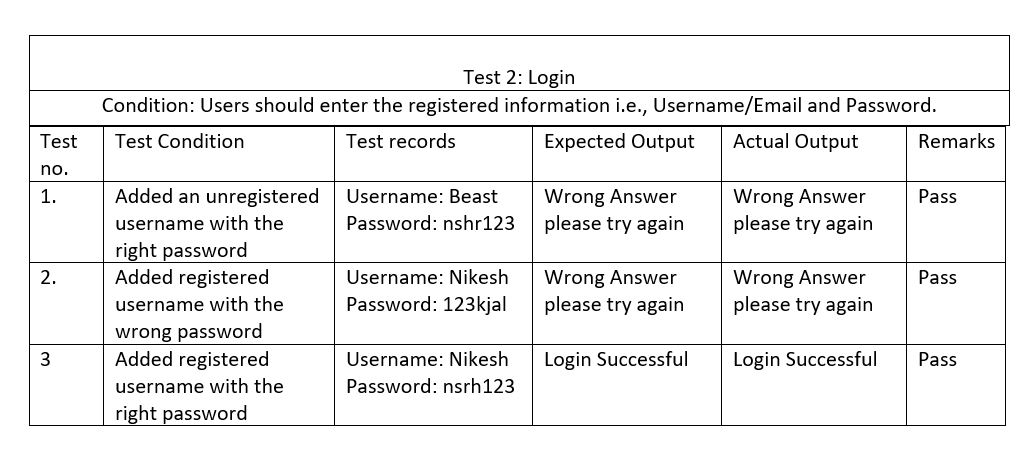 Test 2: Login
Condition: Users should enter the registered information i.e., Username/Email and Password.
Test no. Test Condition Test records Expected Output Actual Output Remarks
1. Added an unregistered username with the right password Username: Beast Password: nshr123 Wrong Answer please try again Wrong Answer please try again Pass
2. Added registered username with the wrong password Username: Nikesh Password: 123kjal Wrong Answer please try again Wrong Answer please try again Pass
3 Added registered username with the right password Username: Nikesh Password: nsrh123 Login Successful Login Successful Pass